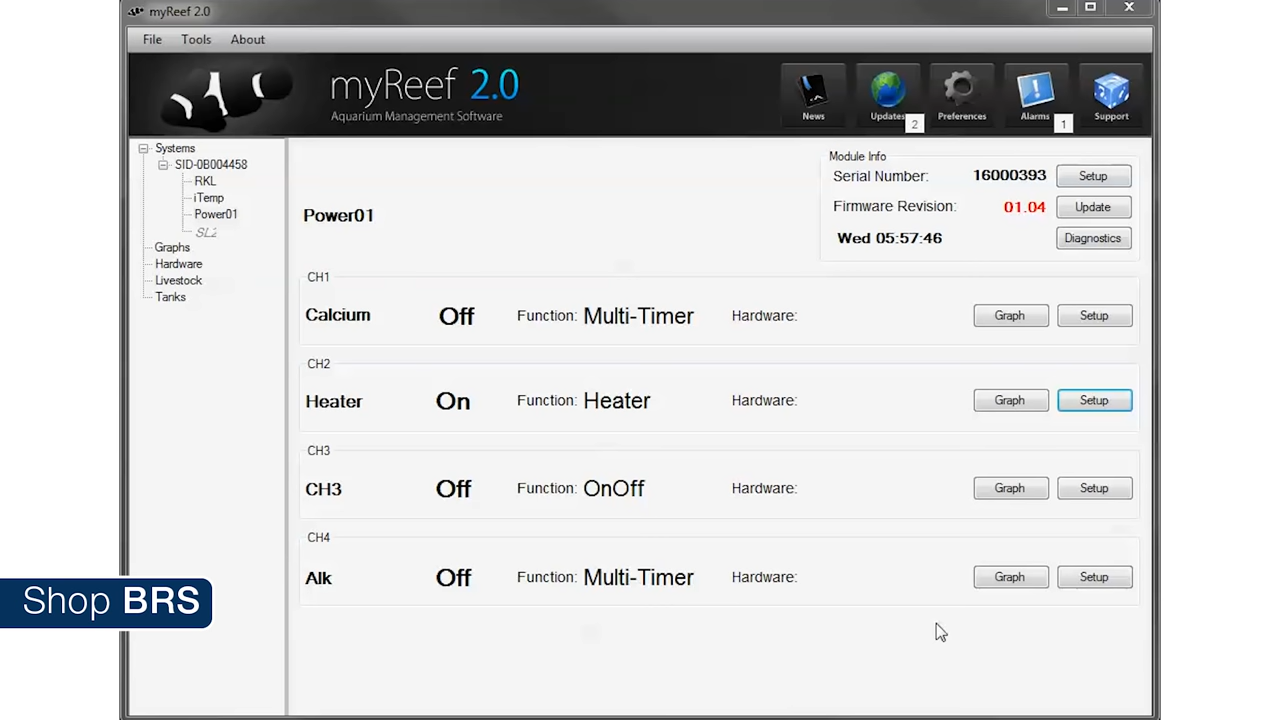 myReef 2.0
File Tools About
myReef 2.0
Aquarium Management Software
News Updates 2 Preferences Alarms 1 Support
Systems
SID-0B004458
RKL
iTemp
Power01
SL2
Graphs
Hardware
Livestock
Tanks
Power01
Module Info
Serial Number: 16000393 Setup
Firmware Revision: 01.04 Update
Wed 05:57:46 Diagnostics
CH1
Calcium Off Function: Multi-Timer Hardware: Graph Setup
CH2
Heater On Function: Heater Hardware: Graph Setup
CH3
CH3 Off Function: OnOff Hardware: Graph Setup
CH4
Alk Off Function: Multi-Timer Hardware: Graph Setup
Shop BRS